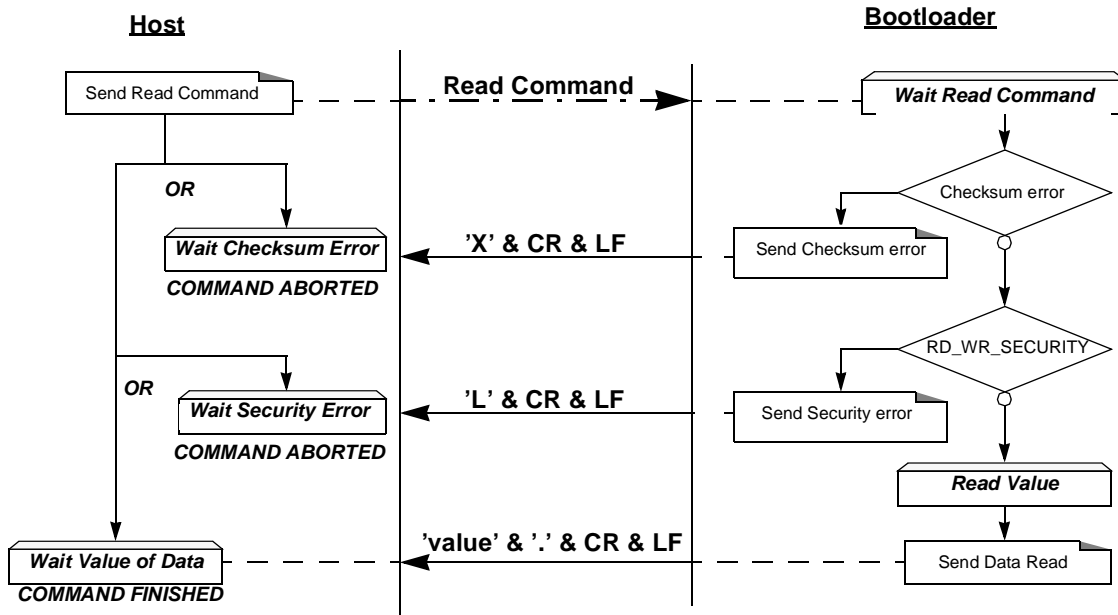 Host
Bootloader
Send Read Command
Read Command
Wait Read Command
OR
Checksum error
Wait Checksum Error
’X’ & CR & LF
Send Checksum error
COMMAND ABORTED
RD_WR_SECURITY
OR
Wait Security Error
’L’ & CR & LF
Send Security error
COMMAND ABORTED
Read Value
’value’ & ’.’ & CR & LF
Wait Value of Data
Send Data Read
COMMAND FINISHED